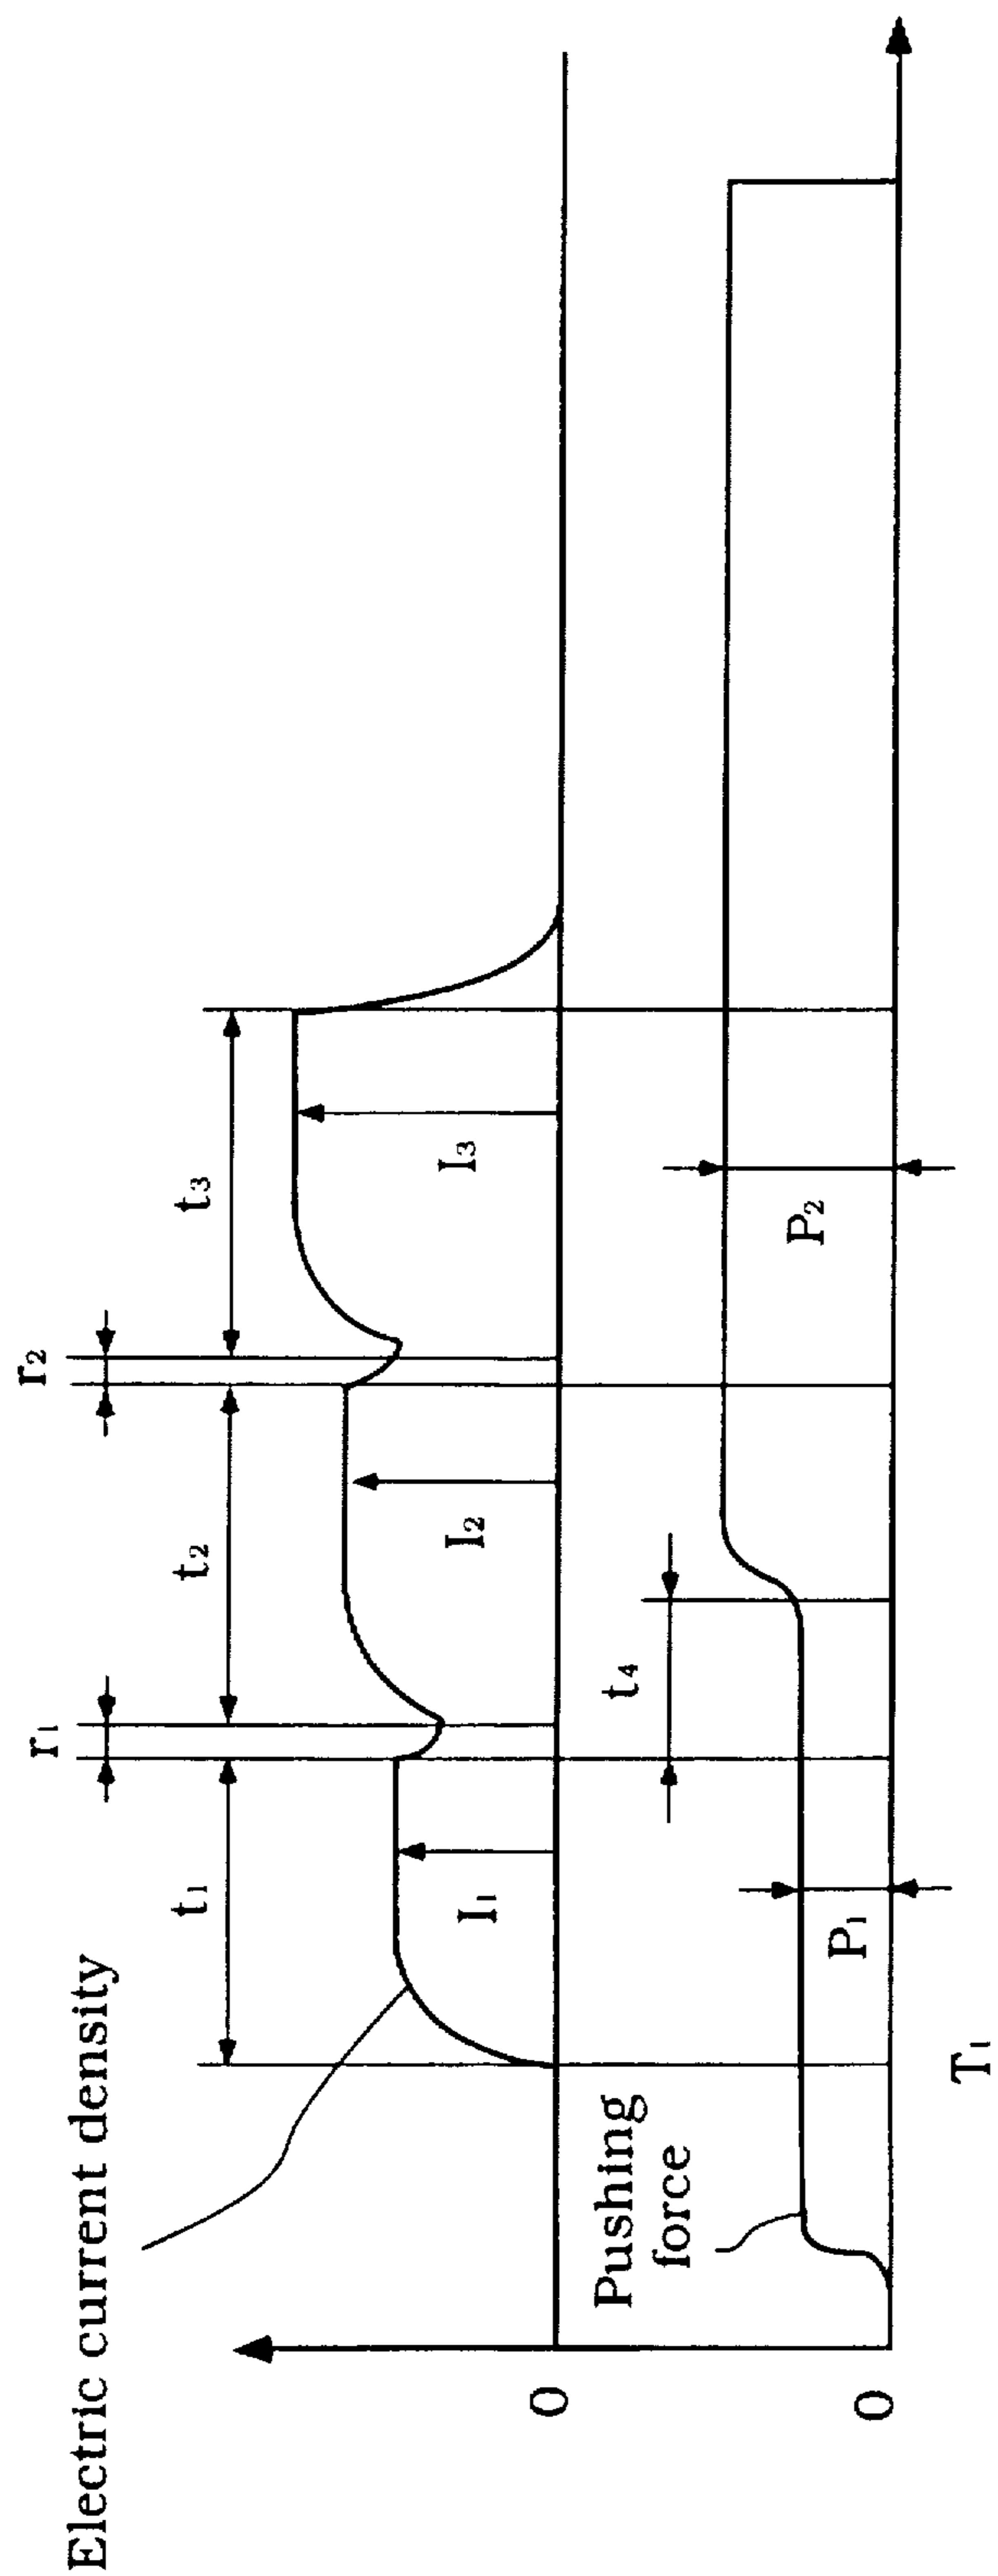 Electric current density
r₁
r₂
t₁
t₂
t₃
I₁
I₂
I₃
0
Pushing
force
t₄
P₁
P₂
0
T₁